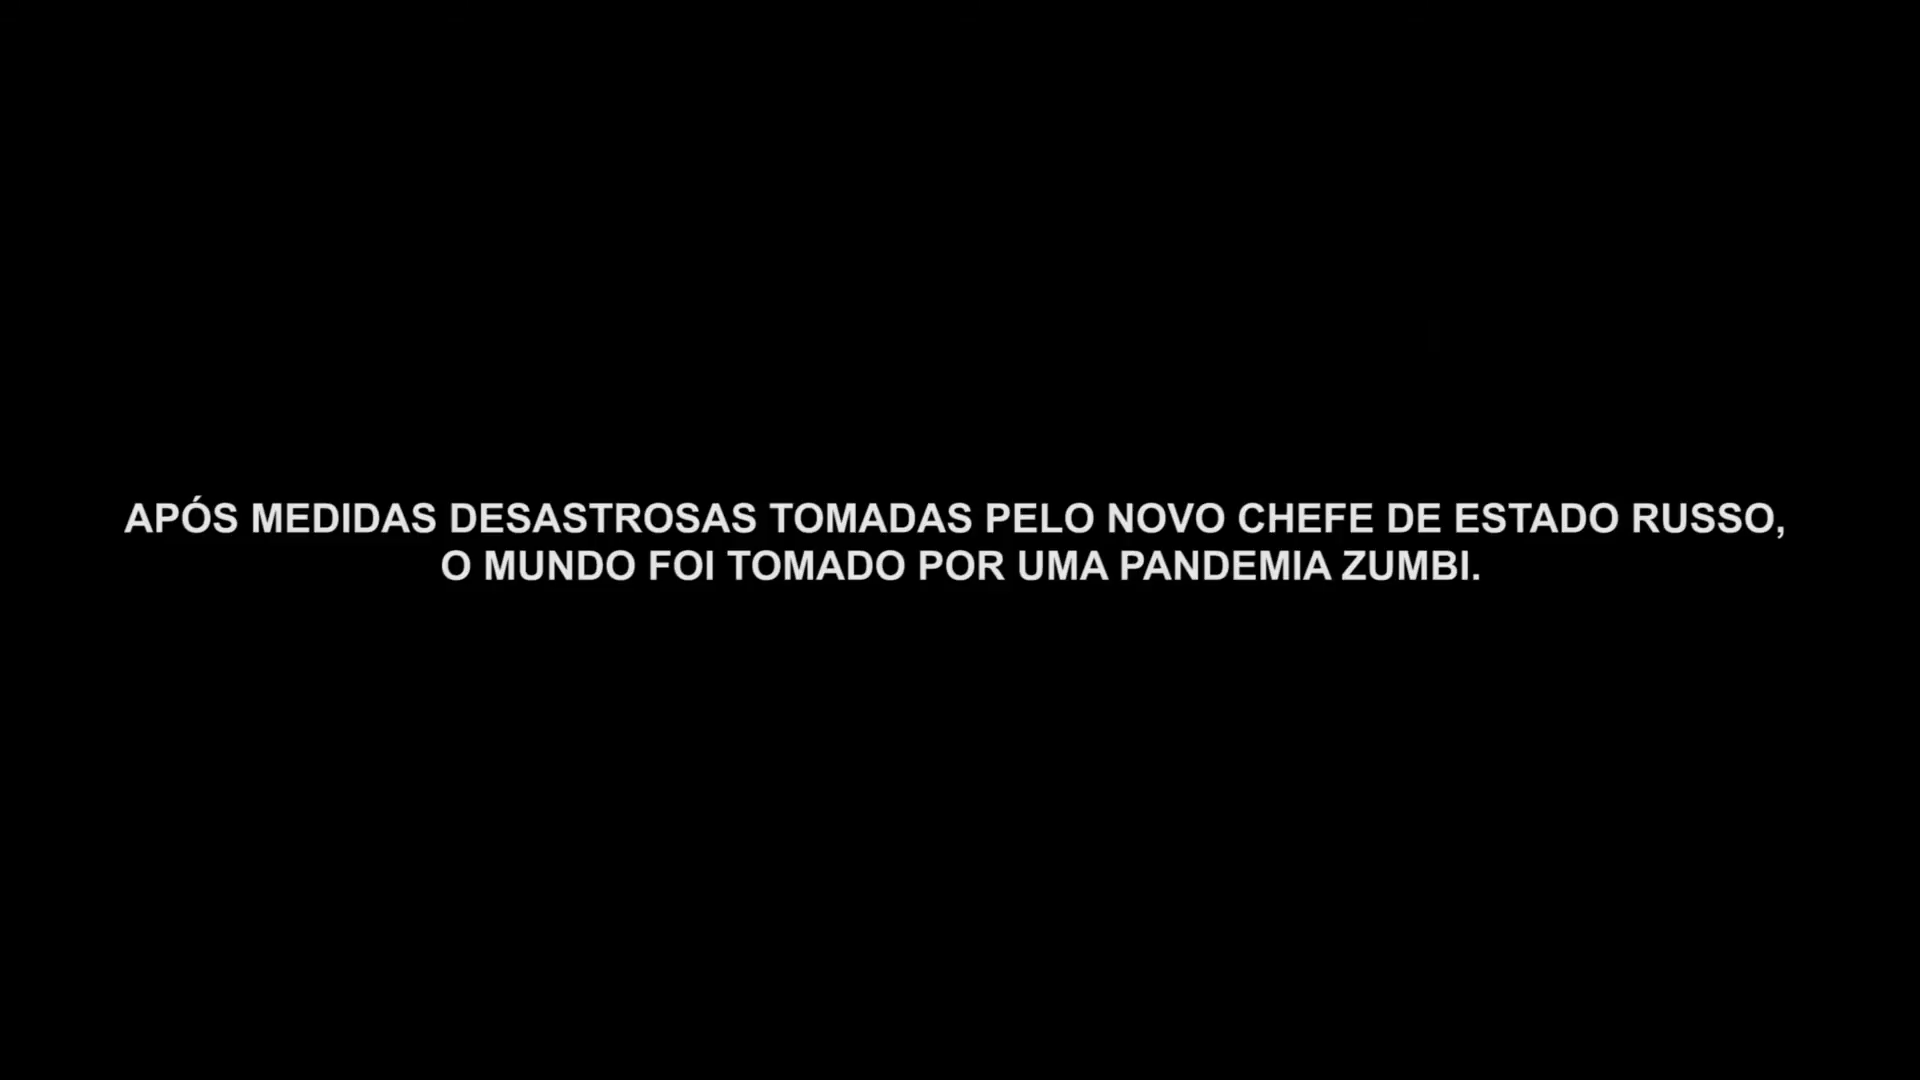 APÓS MEDIDAS DESASTROSAS TOMADAS PELO NOVO CHEFE DE ESTADO RUSSO,
O MUNDO FOI TOMADO POR UMA PANDEMIA ZUMBI.